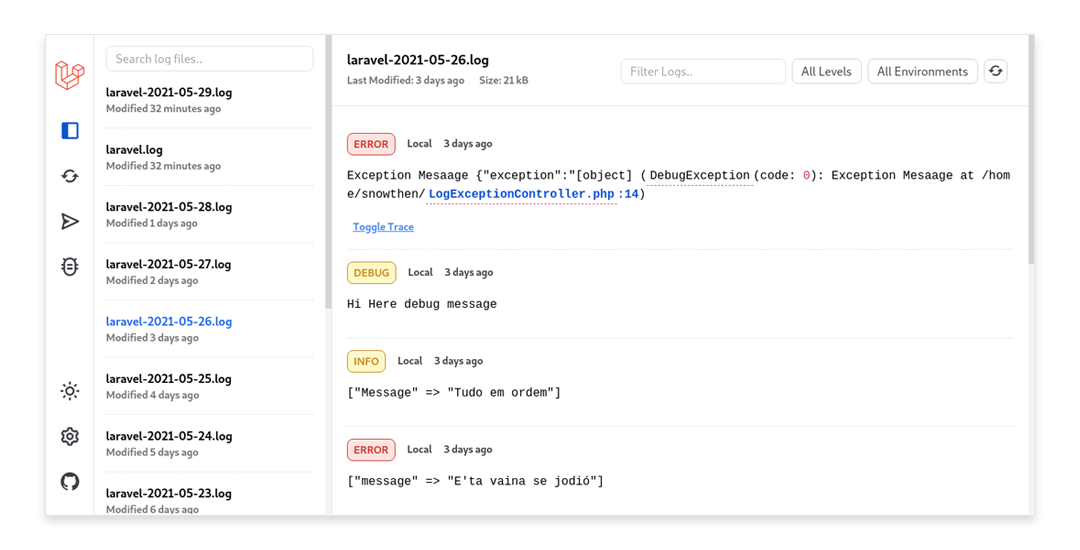 Search log files..
laravel-2021-05-29.log
Modified 32 minutes ago
laravel.log
Modified 32 minutes ago
laravel-2021-05-28.log
Modified 1 days ago
laravel-2021-05-27.log
Modified 2 days ago
laravel-2021-05-26.log
Modified 3 days ago
laravel-2021-05-25.log
Modified 4 days ago
laravel-2021-05-24.log
Modified 5 days ago
laravel-2021-05-23.log
Modified 6 days ago
laravel-2021-05-26.log
Last Modified: 3 days ago Size: 21 kB
Filter Logs.. All Levels All Environments
ERROR Local 3 days ago
Exception Mesaage {"exception":"[object] (DebugException(code: 0): Exception Mesaage at /hom
e/snowthen/LogExceptionController.php:14)
Toggle Trace
DEBUG Local 3 days ago
Hi Here debug message
INFO Local 3 days ago
["Message" => "Tudo em ordem"]
ERROR Local 3 days ago
["message" => "E'ta vaina se jodió"]